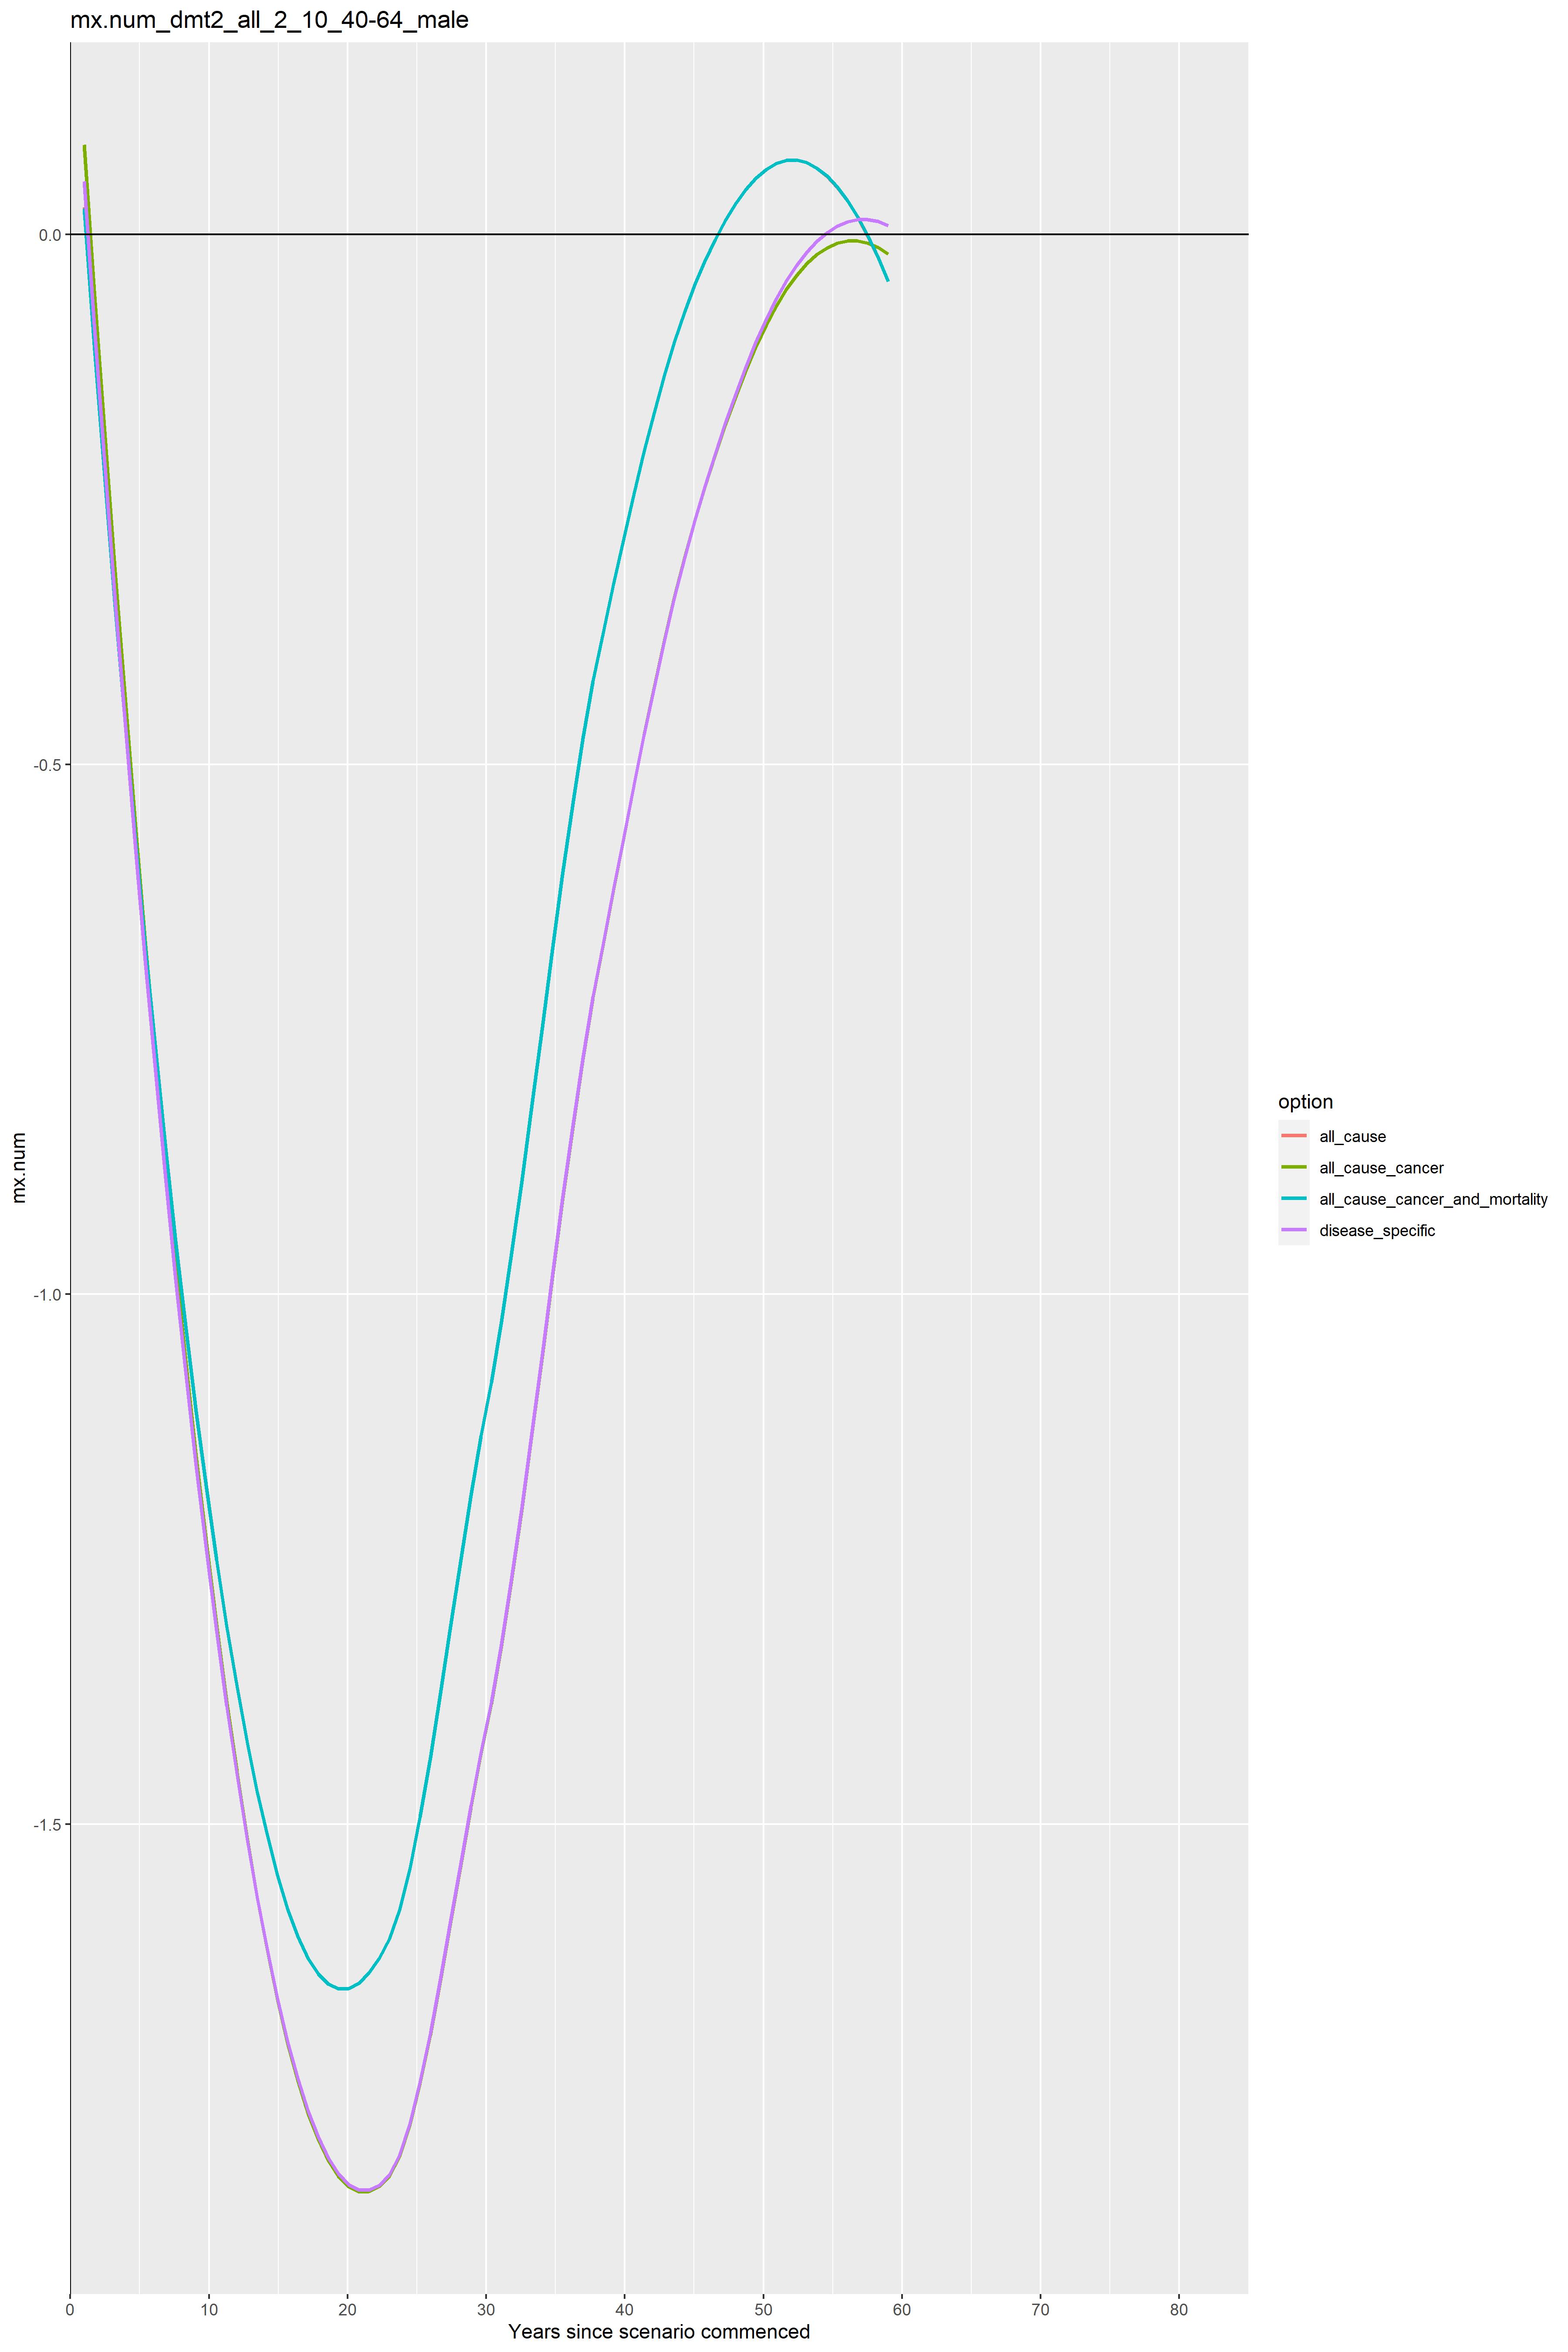 mx.num_dmt2_all_2_10_40-64_male
0.0
-0.5
-1.0
-1.5
mx.num
0 10 20 30 40 50 60 70 80
Years since scenario commenced
option
all_cause
all_cause_cancer
all_cause_cancer_and_mortality
disease_specific